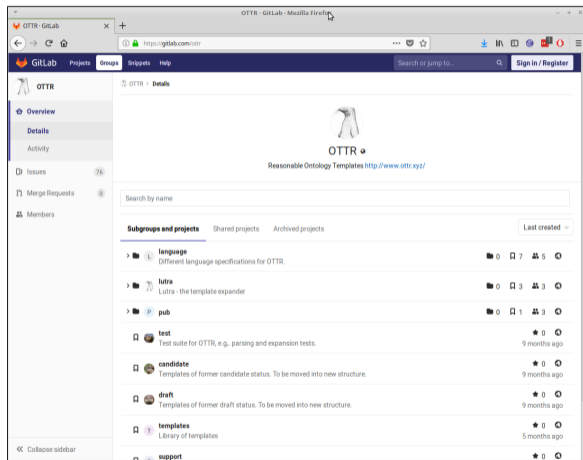 OTTR · GitLab - Mozilla Firefox
OTTR · GitLab
https://gitlab.com/ottr
GitLab Projects Groups Snippets Help
Search or jump to...
Sign in / Register
OTTR
Overview
Details
Activity
Issues 76
Merge Requests 0
Members
Collapse sidebar
OTTR › Details
OTTR
Reasonable Ontology Templates http://www.ottr.xyz/
Search by name
Subgroups and projects Shared projects Archived projects
Last created
L language 0 7 5
Different language specifications for OTTR.
lutra 0 3 3
Lutra - the template expander
P pub 0 1 3
test 0
Test suite for OTTR, e.g., parsing and expansion tests. 9 months ago
candidate 0
Templates of former candidate status. To be moved into new structure. 9 months ago
draft 0
Templates of former draft status. To be moved into new structure. 9 months ago
T templates 0
Library of templates 5 months ago
support 0